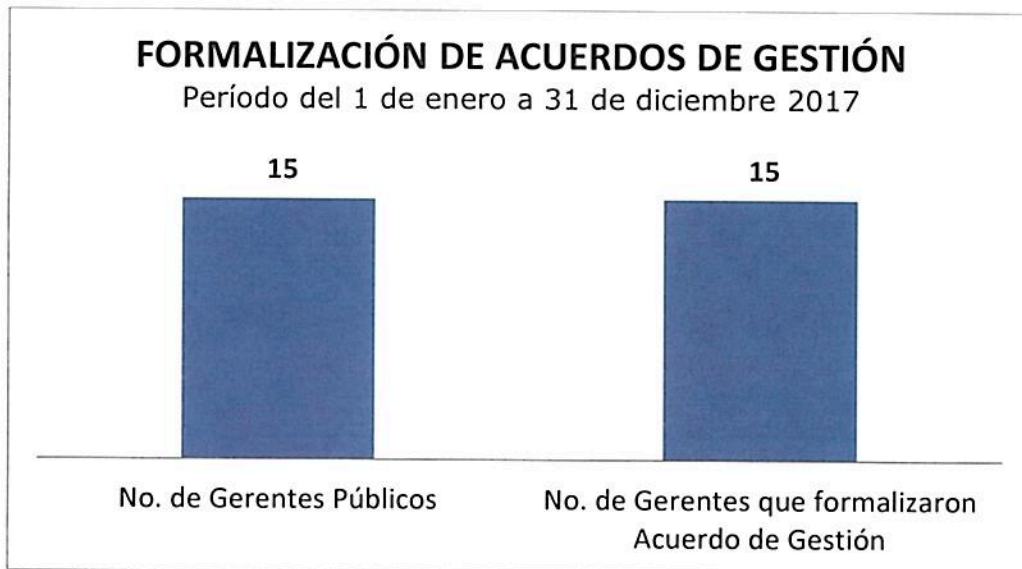 FORMALIZACIÓN DE ACUERDOS DE GESTIÓN
Período del 1 de enero a 31 de diciembre 2017
15
15
No. de Gerentes Públicos
No. de Gerentes que formalizaron
Acuerdo de Gestión